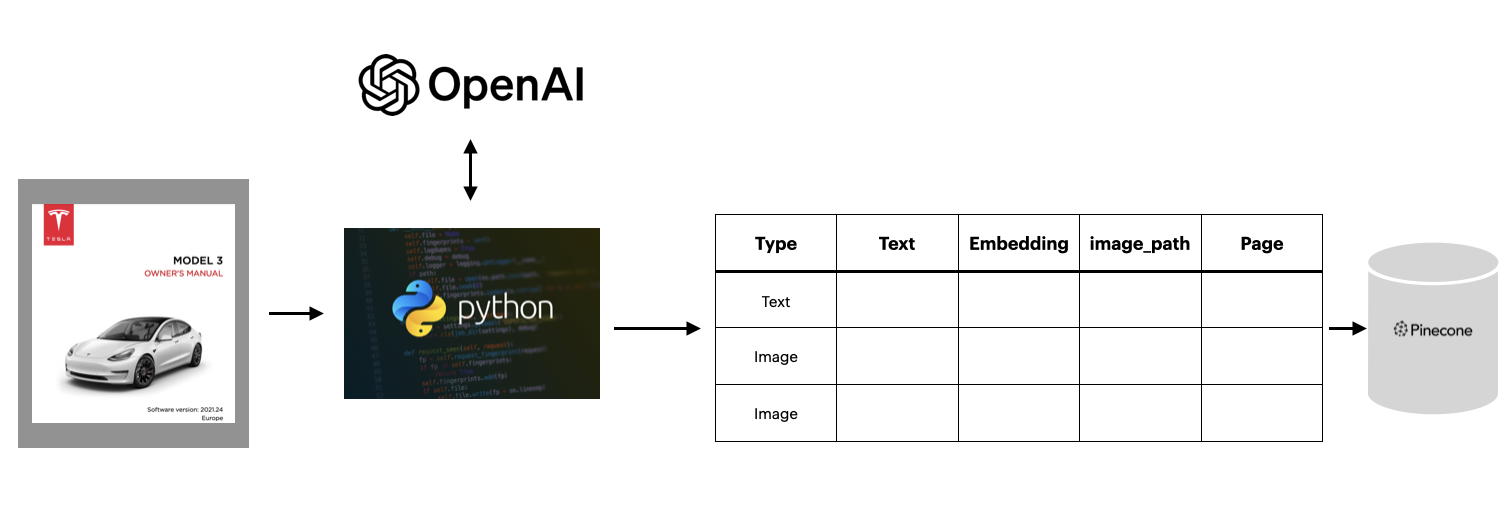 OpenAI
TESLA
MODEL 3
OWNER'S MANUAL
Software version: 2021.24
Europe
python
Type Text Embedding image_path Page
Text
Image
Image
Pinecone